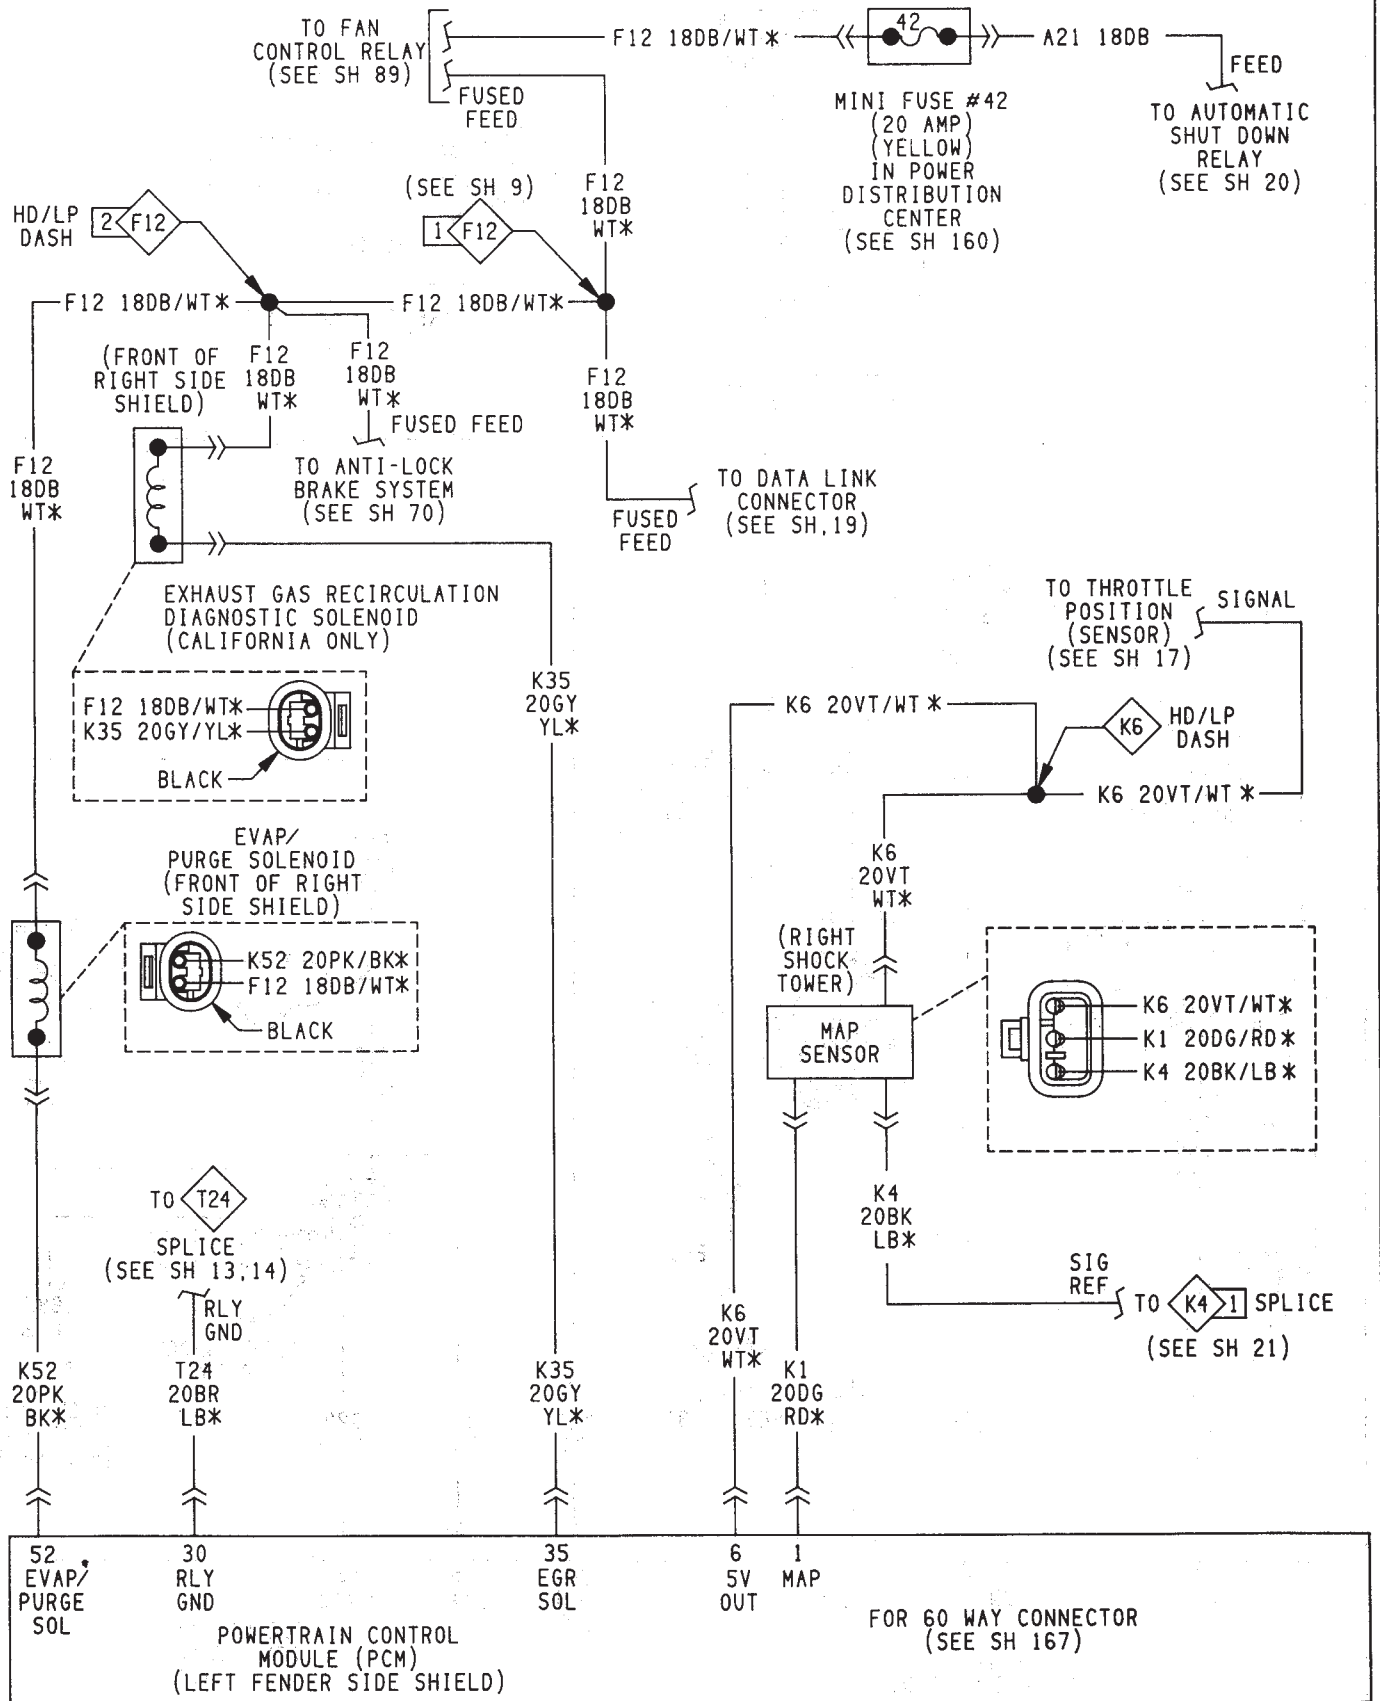 TO FAN
CONTROL RELAY
(SEE SH 89)
F12 18DB/WT*
42
A21 18DB
FEED
FUSED
FEED
MINI FUSE #42
(20 AMP)
(YELLOW)
IN POWER
DISTRIBUTION
CENTER
(SEE SH 160)
TO AUTOMATIC
SHUT DOWN
RELAY
(SEE SH 20)
HD/LP
DASH
2 F12
(SEE SH 9)
1 F12
F12
18DB
WT*
F12 18DB/WT*
F12 18DB/WT*
(FRONT OF
RIGHT SIDE
SHIELD)
F12
18DB
WT*
F12
18DB
WT*
F12
18DB
WT*
FUSED FEED
F12
18DB
WT*
TO ANTI-LOCK
BRAKE SYSTEM
(SEE SH 70)
FUSED
FEED
TO DATA LINK
CONNECTOR
(SEE SH,19)
EXHAUST GAS RECIRCULATION
DIAGNOSTIC SOLENOID
(CALIFORNIA ONLY)
TO THROTTLE
POSITION
(SENSOR)
(SEE SH 17)
SIGNAL
F12 18DB/WT*
K35 20GY/YL*
BLACK
K35
20GY
YL*
K6 20VT/WT*
K6
HD/LP
DASH
K6 20VT/WT*
EVAP/
PURGE SOLENOID
(FRONT OF RIGHT
SIDE SHIELD)
K6
20VT
WT*
K52 20PK/BK*
F12 18DB/WT*
BLACK
(RIGHT
SHOCK
TOWER)
MAP
SENSOR
K6 20VT/WT*
K1 20DG/RD*
K4 20BK/LB*
TO T24
SPLICE
(SEE SH 13,14)
RLY
GND
K4
20BK
LB*
SIG
REF
TO K4 1 SPLICE
(SEE SH 21)
K52
20PK
BK*
T24
20BR
LB*
K35
20GY
YL*
K6
20VT
WT*
K1
20DG
RD*
52
EVAP/
PURGE
SOL
30
RLY
GND
35
EGR
SOL
6
5V
OUT
1
MAP
POWERTRAIN CONTROL
MODULE (PCM)
(LEFT FENDER SIDE SHIELD)
FOR 60 WAY CONNECTOR
(SEE SH 167)